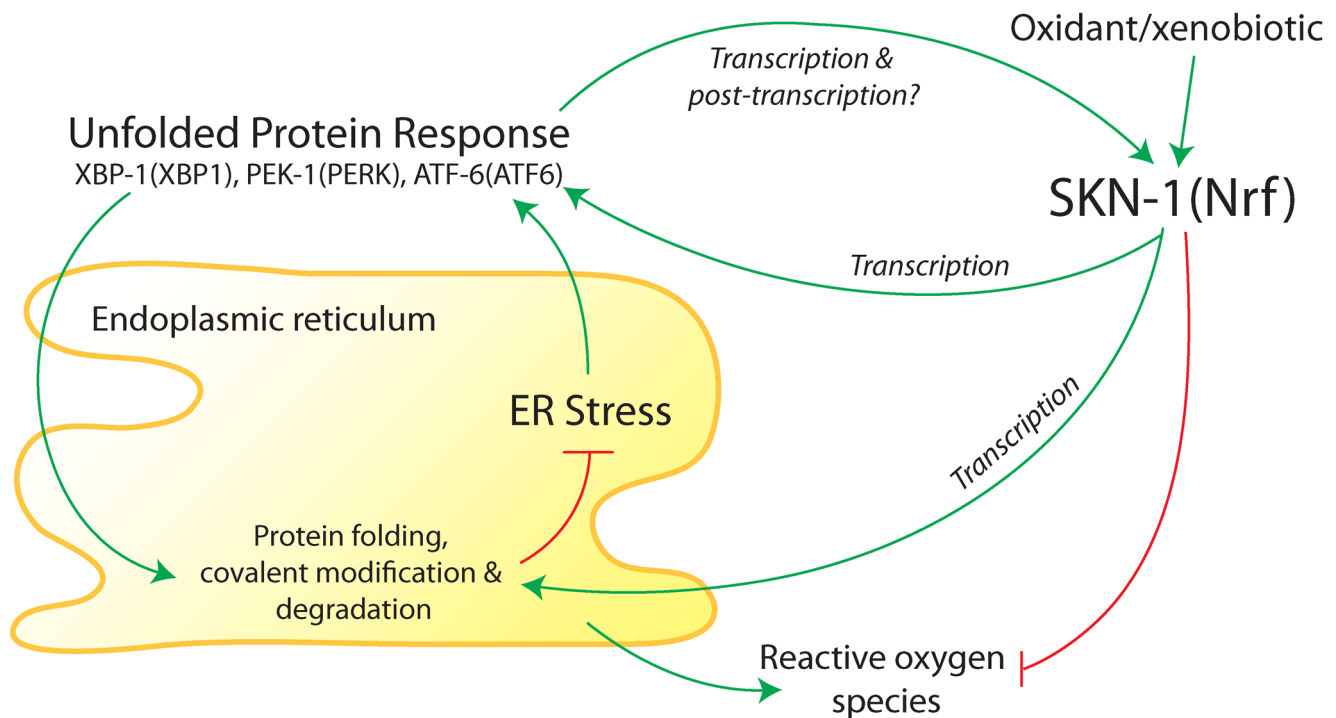 Oxidant/xenobiotic
Transcription &
post-transcription?
Unfolded Protein Response
XBP-1(XBP1), PEK-1(PERK), ATF-6(ATF6)
SKN-1(Nrf)
Transcription
Endoplasmic reticulum
ER Stress
Transcription
Protein folding,
covalent modification &
degradation
Reactive oxygen
species